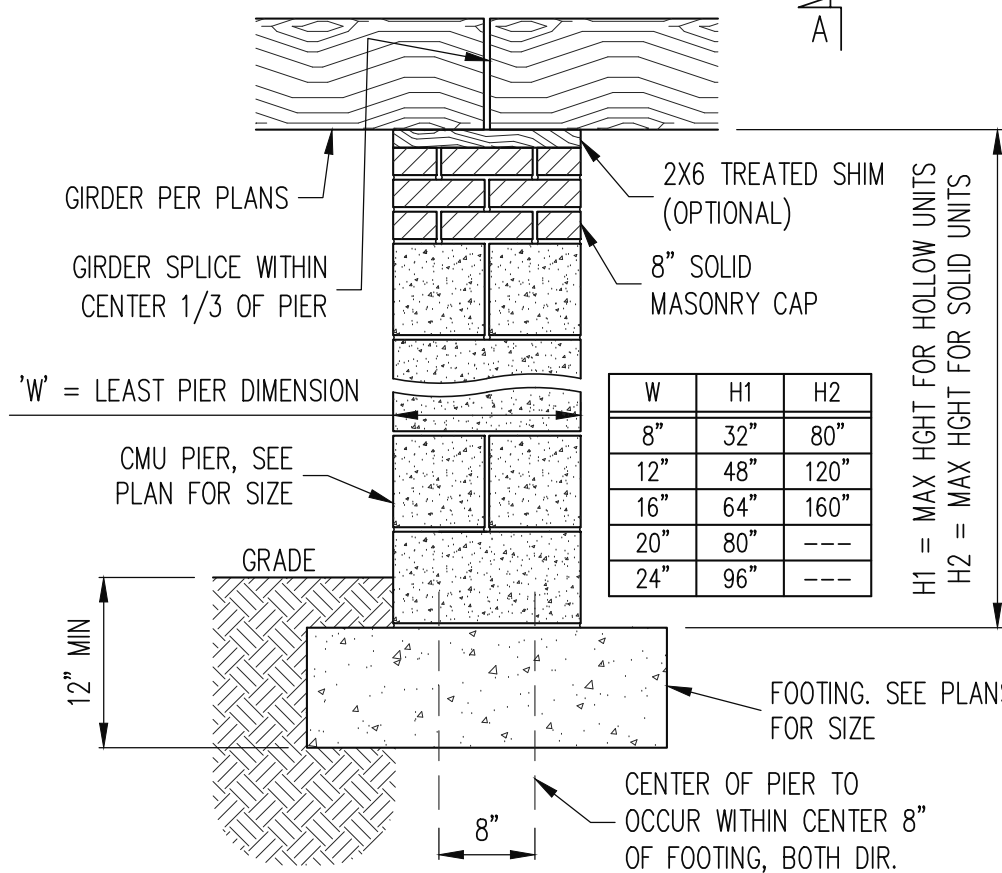 A
GIRDER PER PLANS
2X6 TREATED SHIM
(OPTIONAL)
GIRDER SPLICE WITHIN
CENTER 1/3 OF PIER
8" SOLID
MASONRY CAP
'W' = LEAST PIER DIMENSION
W H1 H2
8" 32" 80"
12" 48" 120"
16" 64" 160"
20" 80" ---
24" 96" ---
H1 = MAX HGHT FOR HOLLOW UNITS
H2 = MAX HGHT FOR SOLID UNITS
CMU PIER, SEE
PLAN FOR SIZE
GRADE
12" MIN
FOOTING. SEE PLANS
FOR SIZE
8"
CENTER OF PIER TO
OCCUR WITHIN CENTER 8"
OF FOOTING, BOTH DIR.